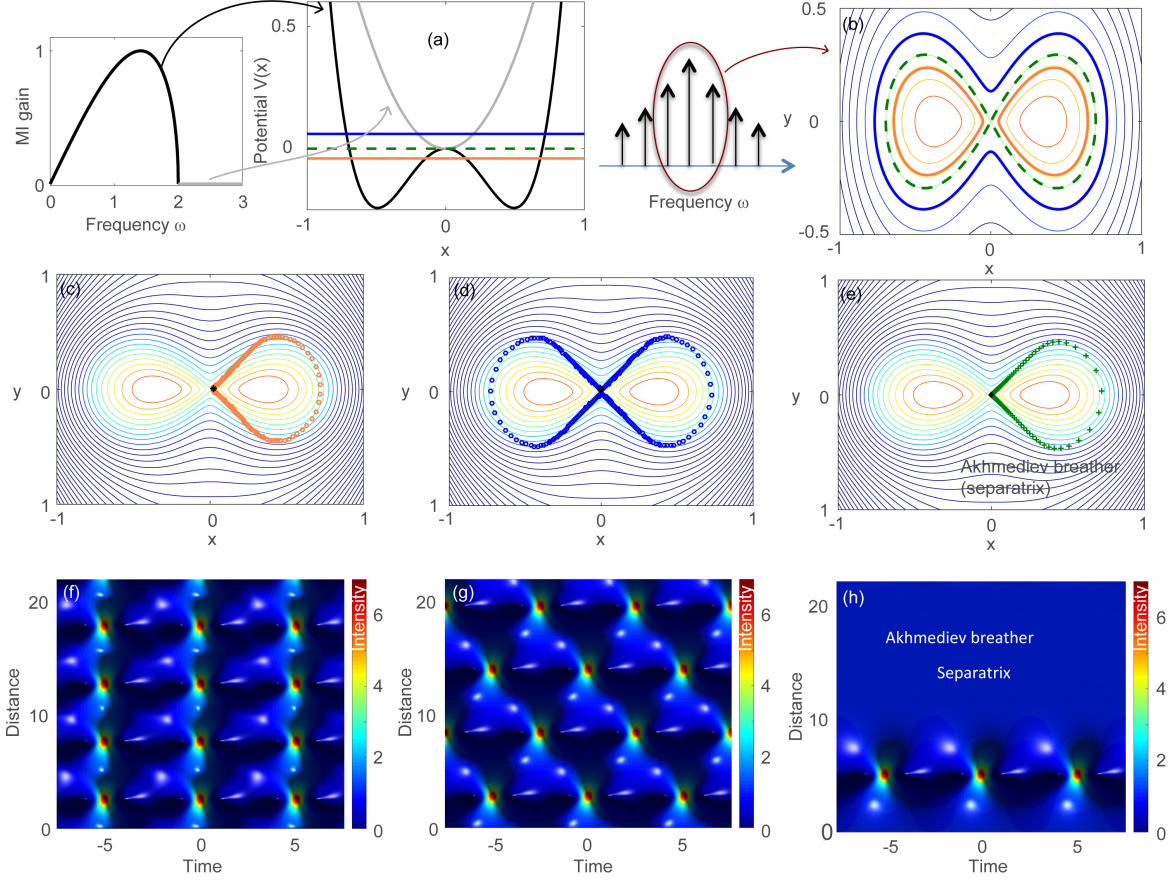 MI gain
1
0
0
1
2
3
Frequency ω
(a)
Potential V(x)
0.5
0
-1
0
1
x
Frequency ω
(b)
y
0.5
0
-0.5
-1
0
1
x
(c)
y
1
0
1
-1
0
1
x
(d)
y
1
0
1
-1
0
1
x
(e)
y
1
0
1
-1
0
1
x
Akhmediev breather
(separatrix)
(f)
Distance
20
10
0
-5
0
5
Time
Intensity
6
4
2
0
(g)
Distance
20
10
0
-5
0
5
Time
Intensity
6
4
2
0
(h)
Akhmediev breather
Separatrix
Distance
20
10
0
-5
0
5
Time
Intensity
6
4
2
0